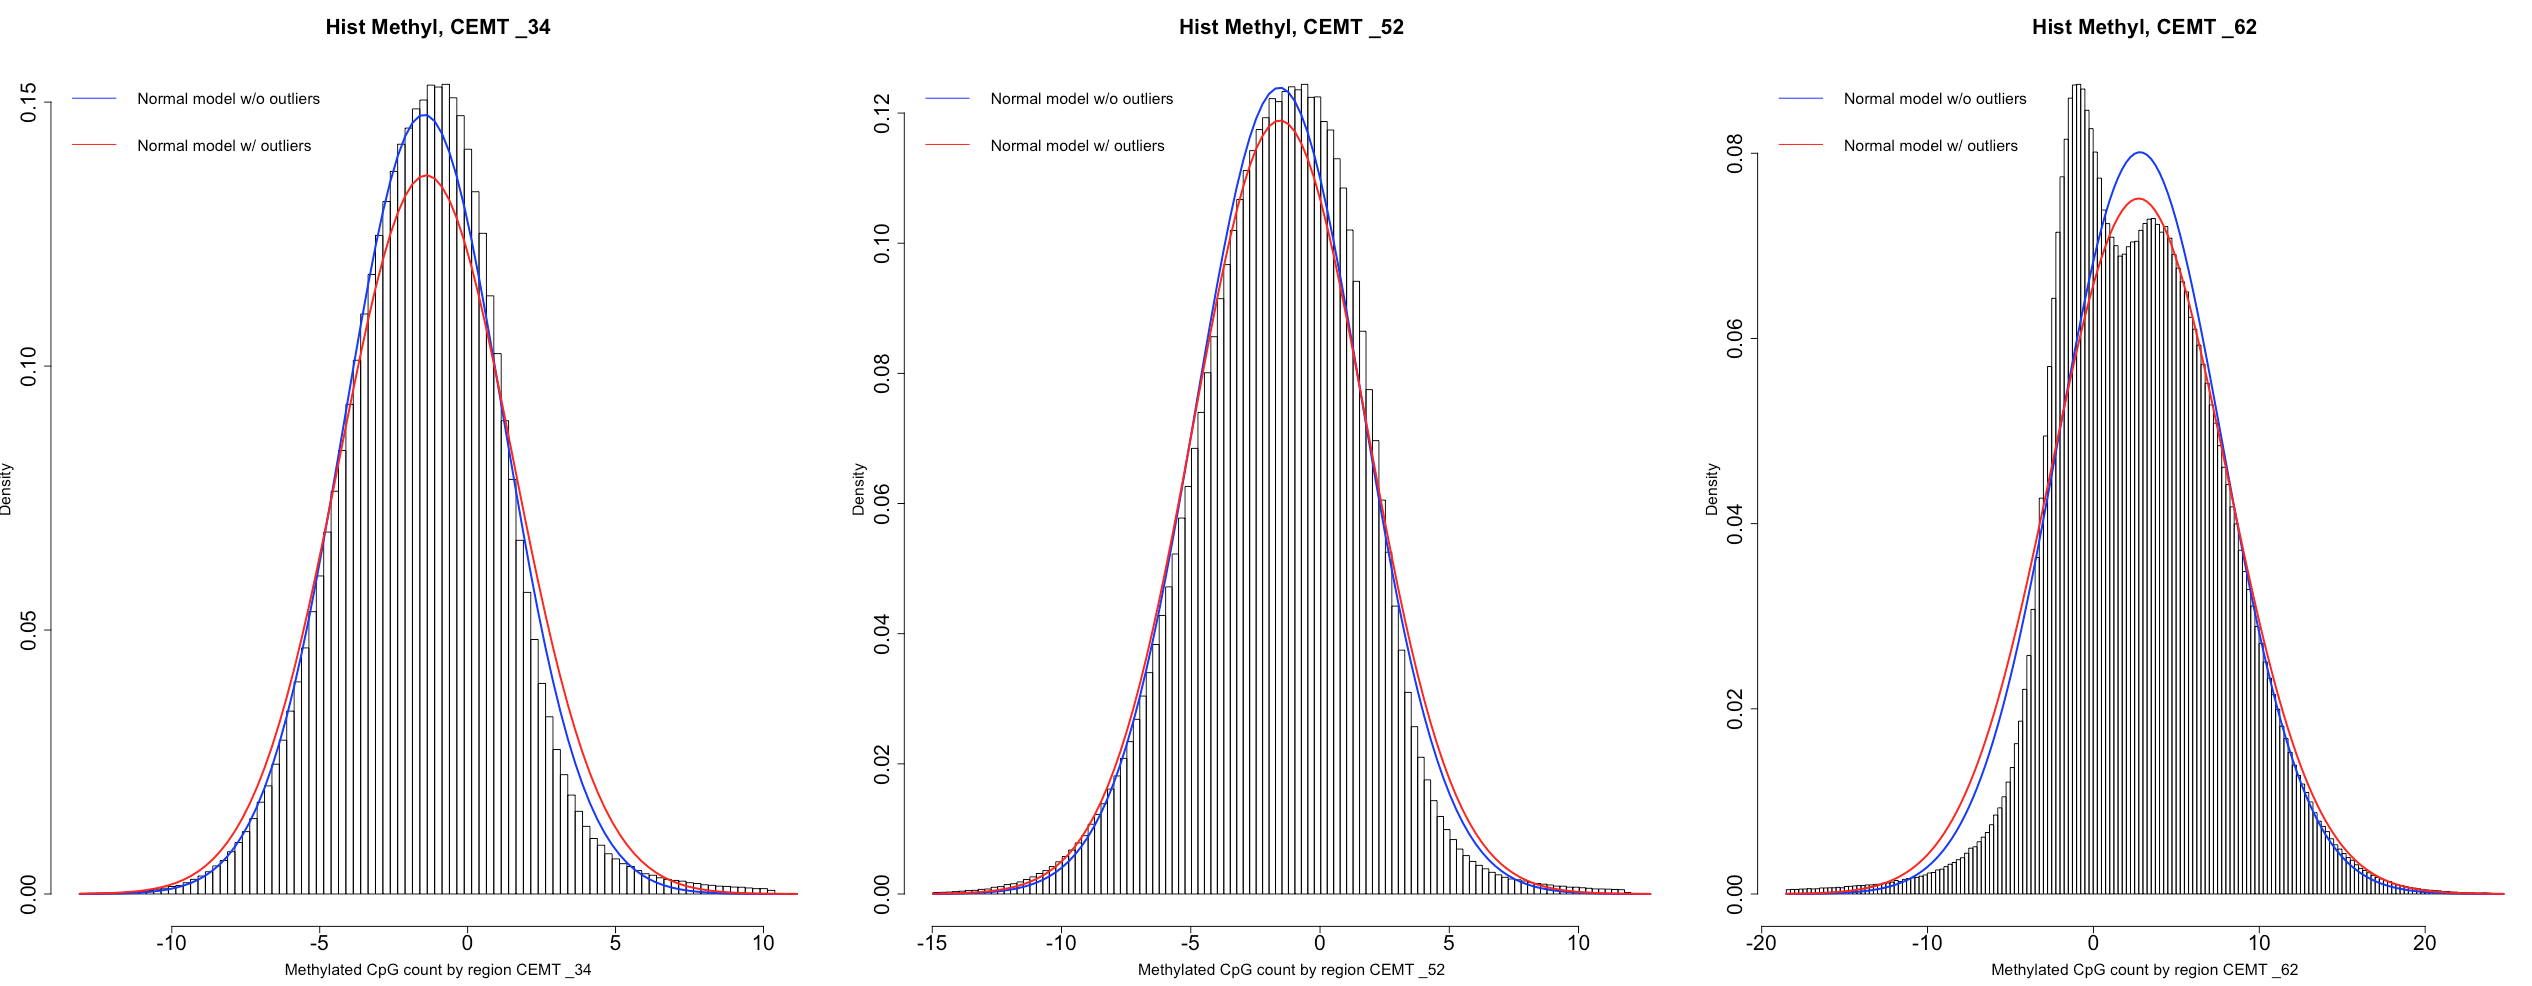 Hist Methyl, CEMT _34
Normal model w/o outliers
Normal model w/ outliers
Density
0.00
0.05
0.10
0.15
-10
-5
0
5
10
Methylated CpG count by region CEMT _34
Hist Methyl, CEMT _52
Normal model w/o outliers
Normal model w/ outliers
Density
0.00
0.02
0.04
0.06
0.08
0.10
0.12
-15
-10
-5
0
5
10
Methylated CpG count by region CEMT _52
Hist Methyl, CEMT _62
Normal model w/o outliers
Normal model w/ outliers
Density
0.00
0.02
0.04
0.06
0.08
-20
-10
0
10
20
Methylated CpG count by region CEMT _62